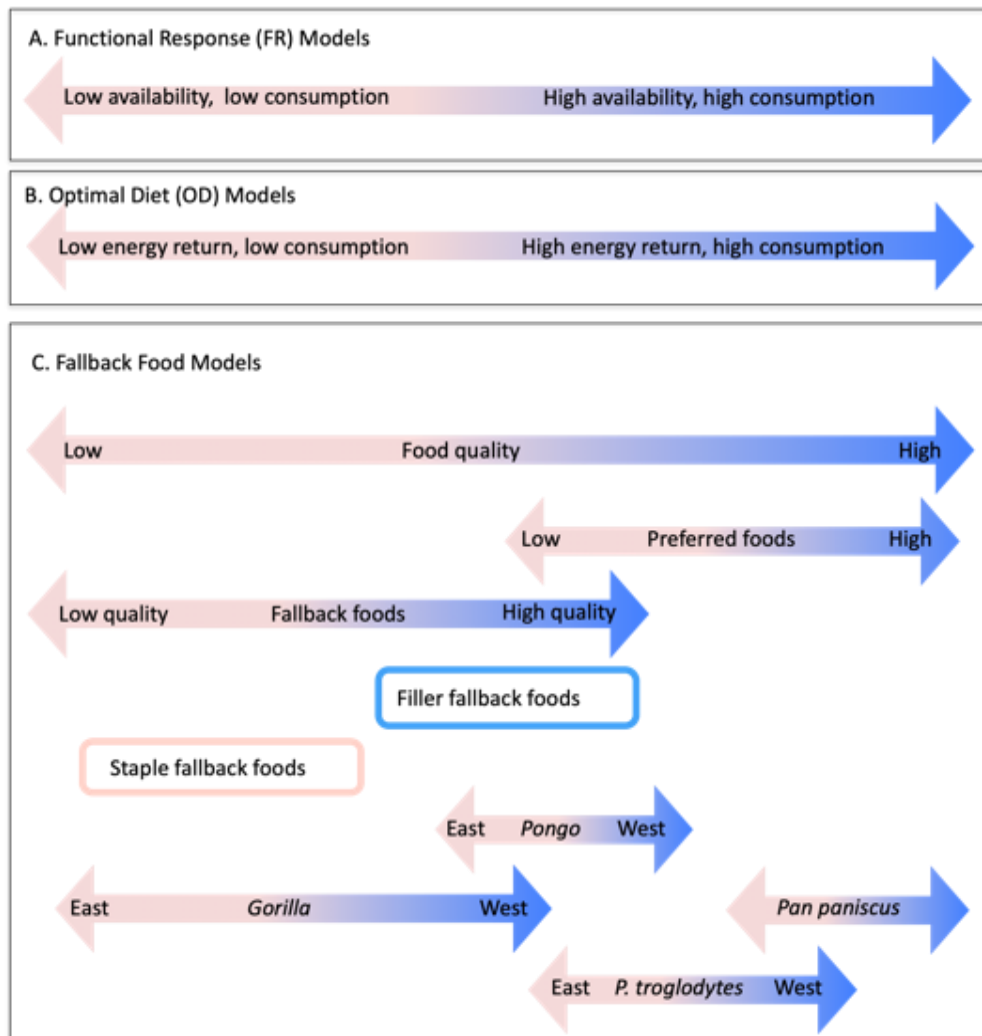 A. Functional Response (FR) Models
Low availability, low consumption High availability, high consumption
B. Optimal Diet (OD) Models
Low energy return, low consumption High energy return, high consumption
C. Fallback Food Models
Low Food quality High
Low Preferred foods High
Low quality Fallback foods High quality
Filler fallback foods
Staple fallback foods
East Pongo West
East Gorilla West Pan paniscus
East P. troglodytes West